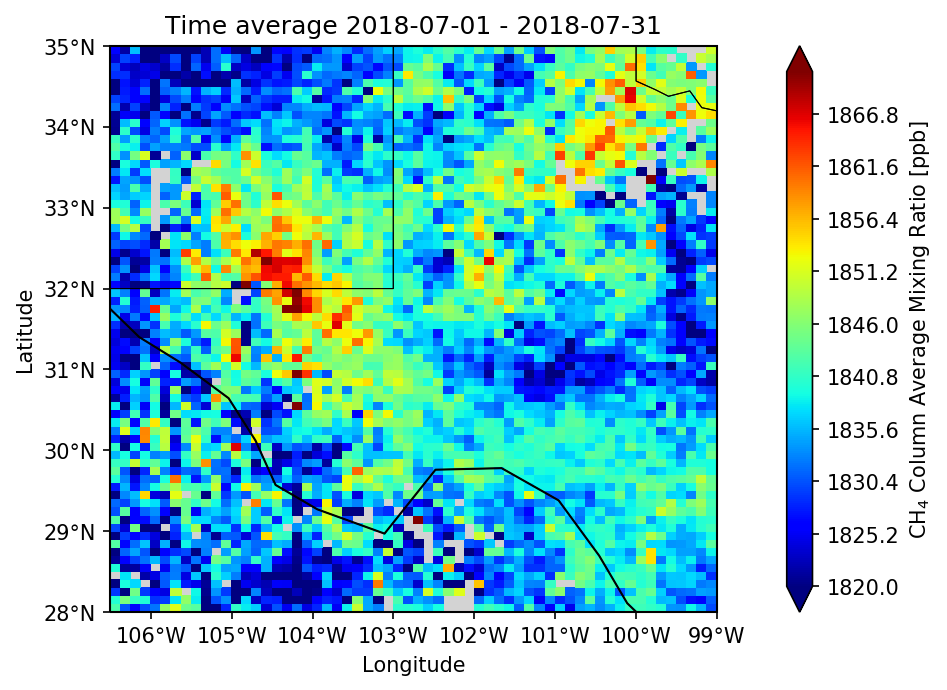 Time average 2018-07-01 - 2018-07-31
35°N
34°N
33°N
32°N
31°N
30°N
29°N
28°N
Latitude
106°W 105°W 104°W 103°W 102°W 101°W 100°W 99°W
Longitude
1866.8
1861.6
1856.4
1851.2
1846.0
1840.8
1835.6
1830.4
1825.2
1820.0
CH₄ Column Average Mixing Ratio [ppb]